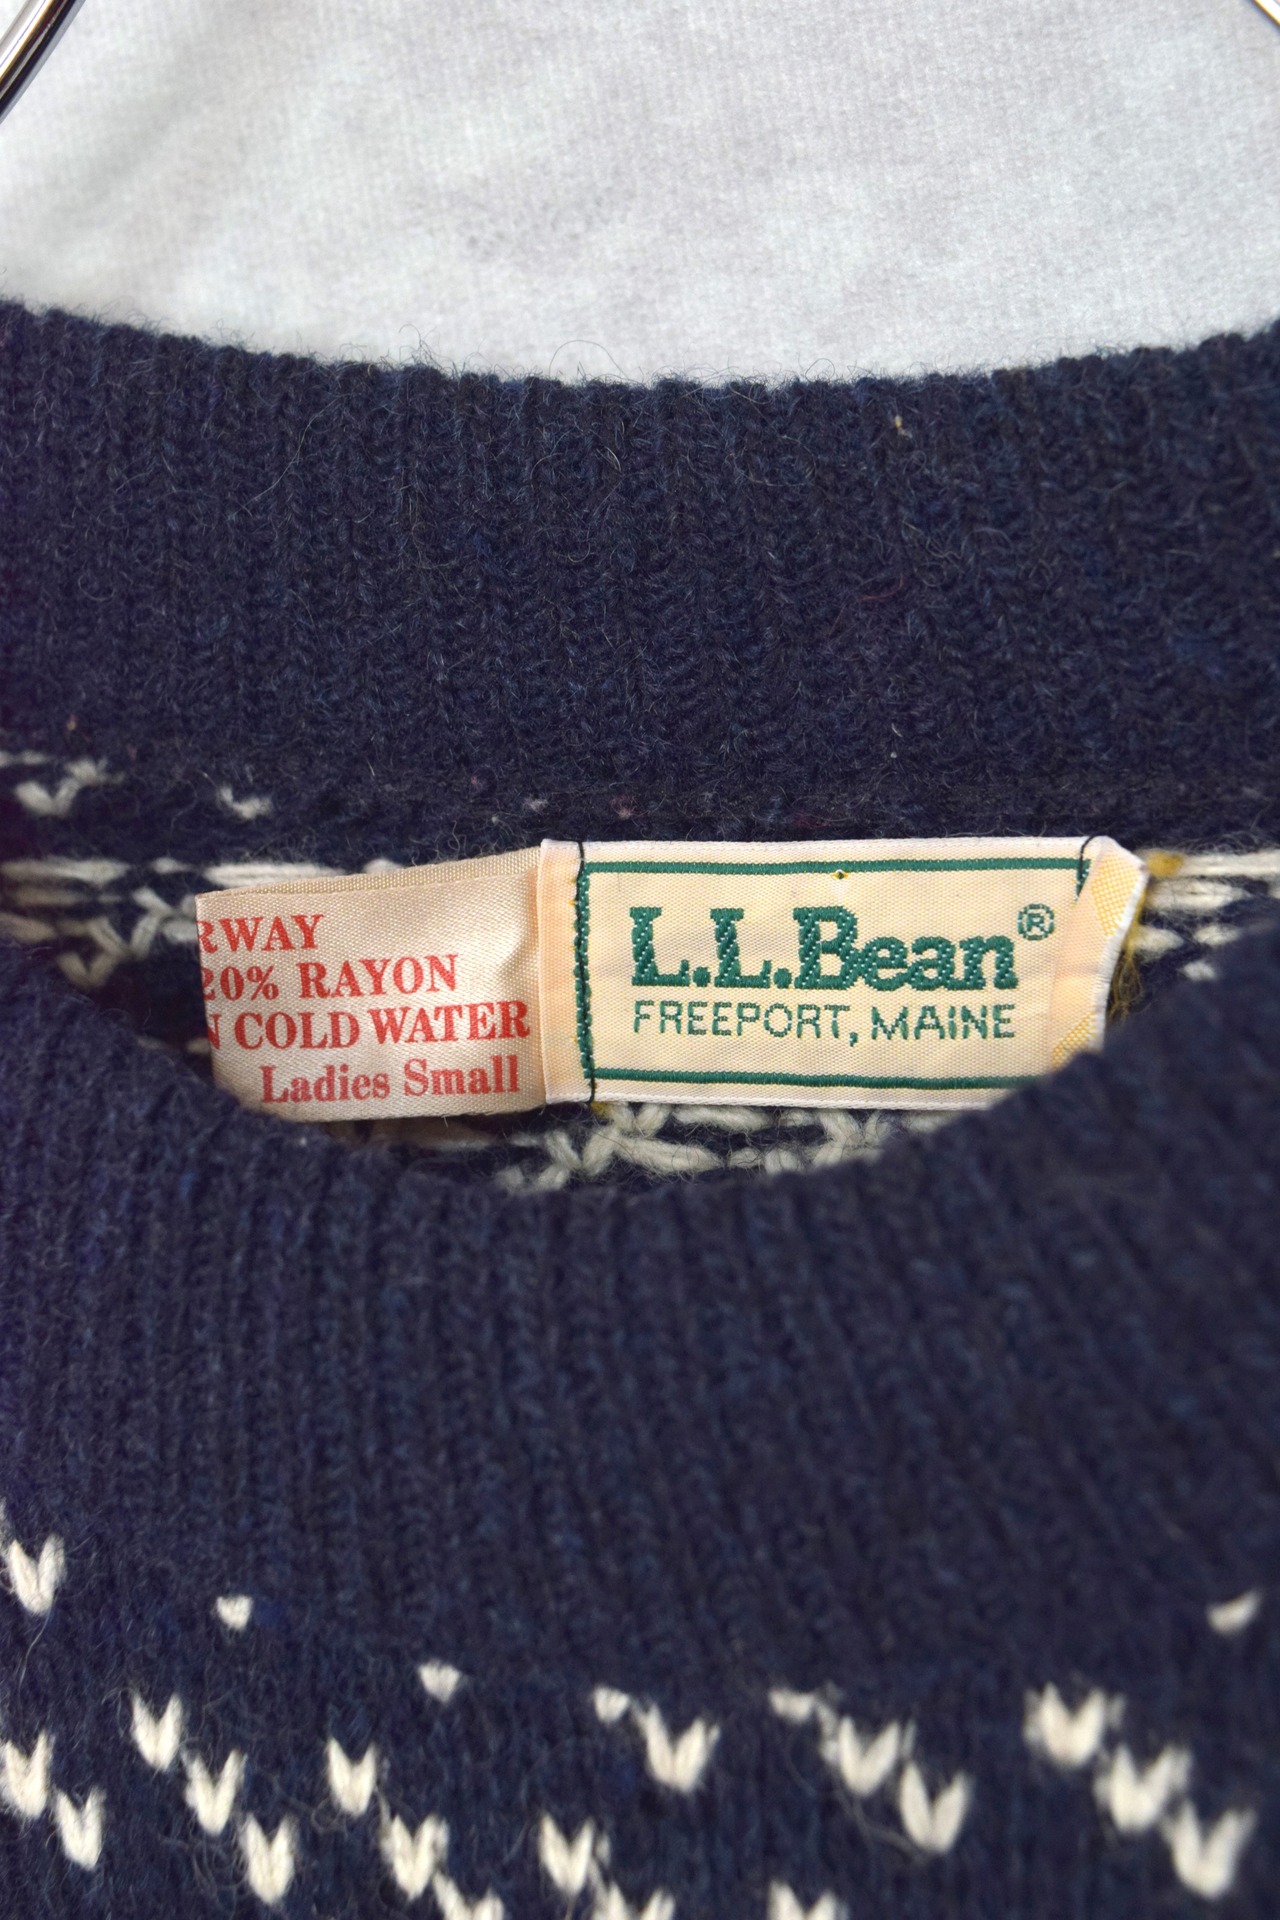 RWAY
20% RAYON
N COLD WATER
Ladies Small
L.L.Bean®
FREEPORT, MAINE